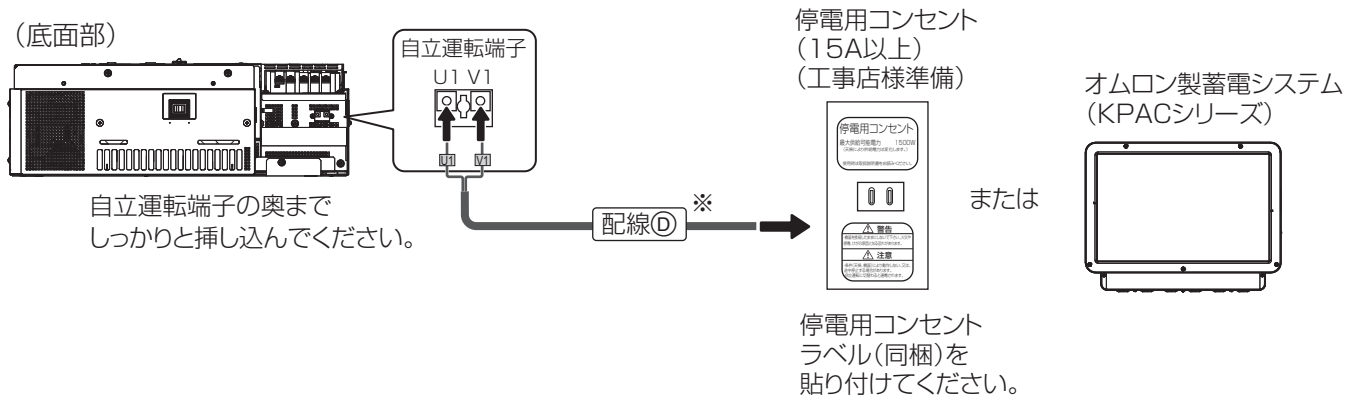 (底面部)
自立運転端子
U1 V1
U1 V1
自立運転端子の奥まで
しっかりと挿し込んでください。
配線Ⓓ
※
停電用コンセント
(15A以上)
(工事店様準備)
停電用コンセント
最大供給可能電力 1500W
警告
注意
停電用コンセント
ラベル(同梱)を
貼り付けてください。
または
オムロン製蓄電システム
(KPACシリーズ)